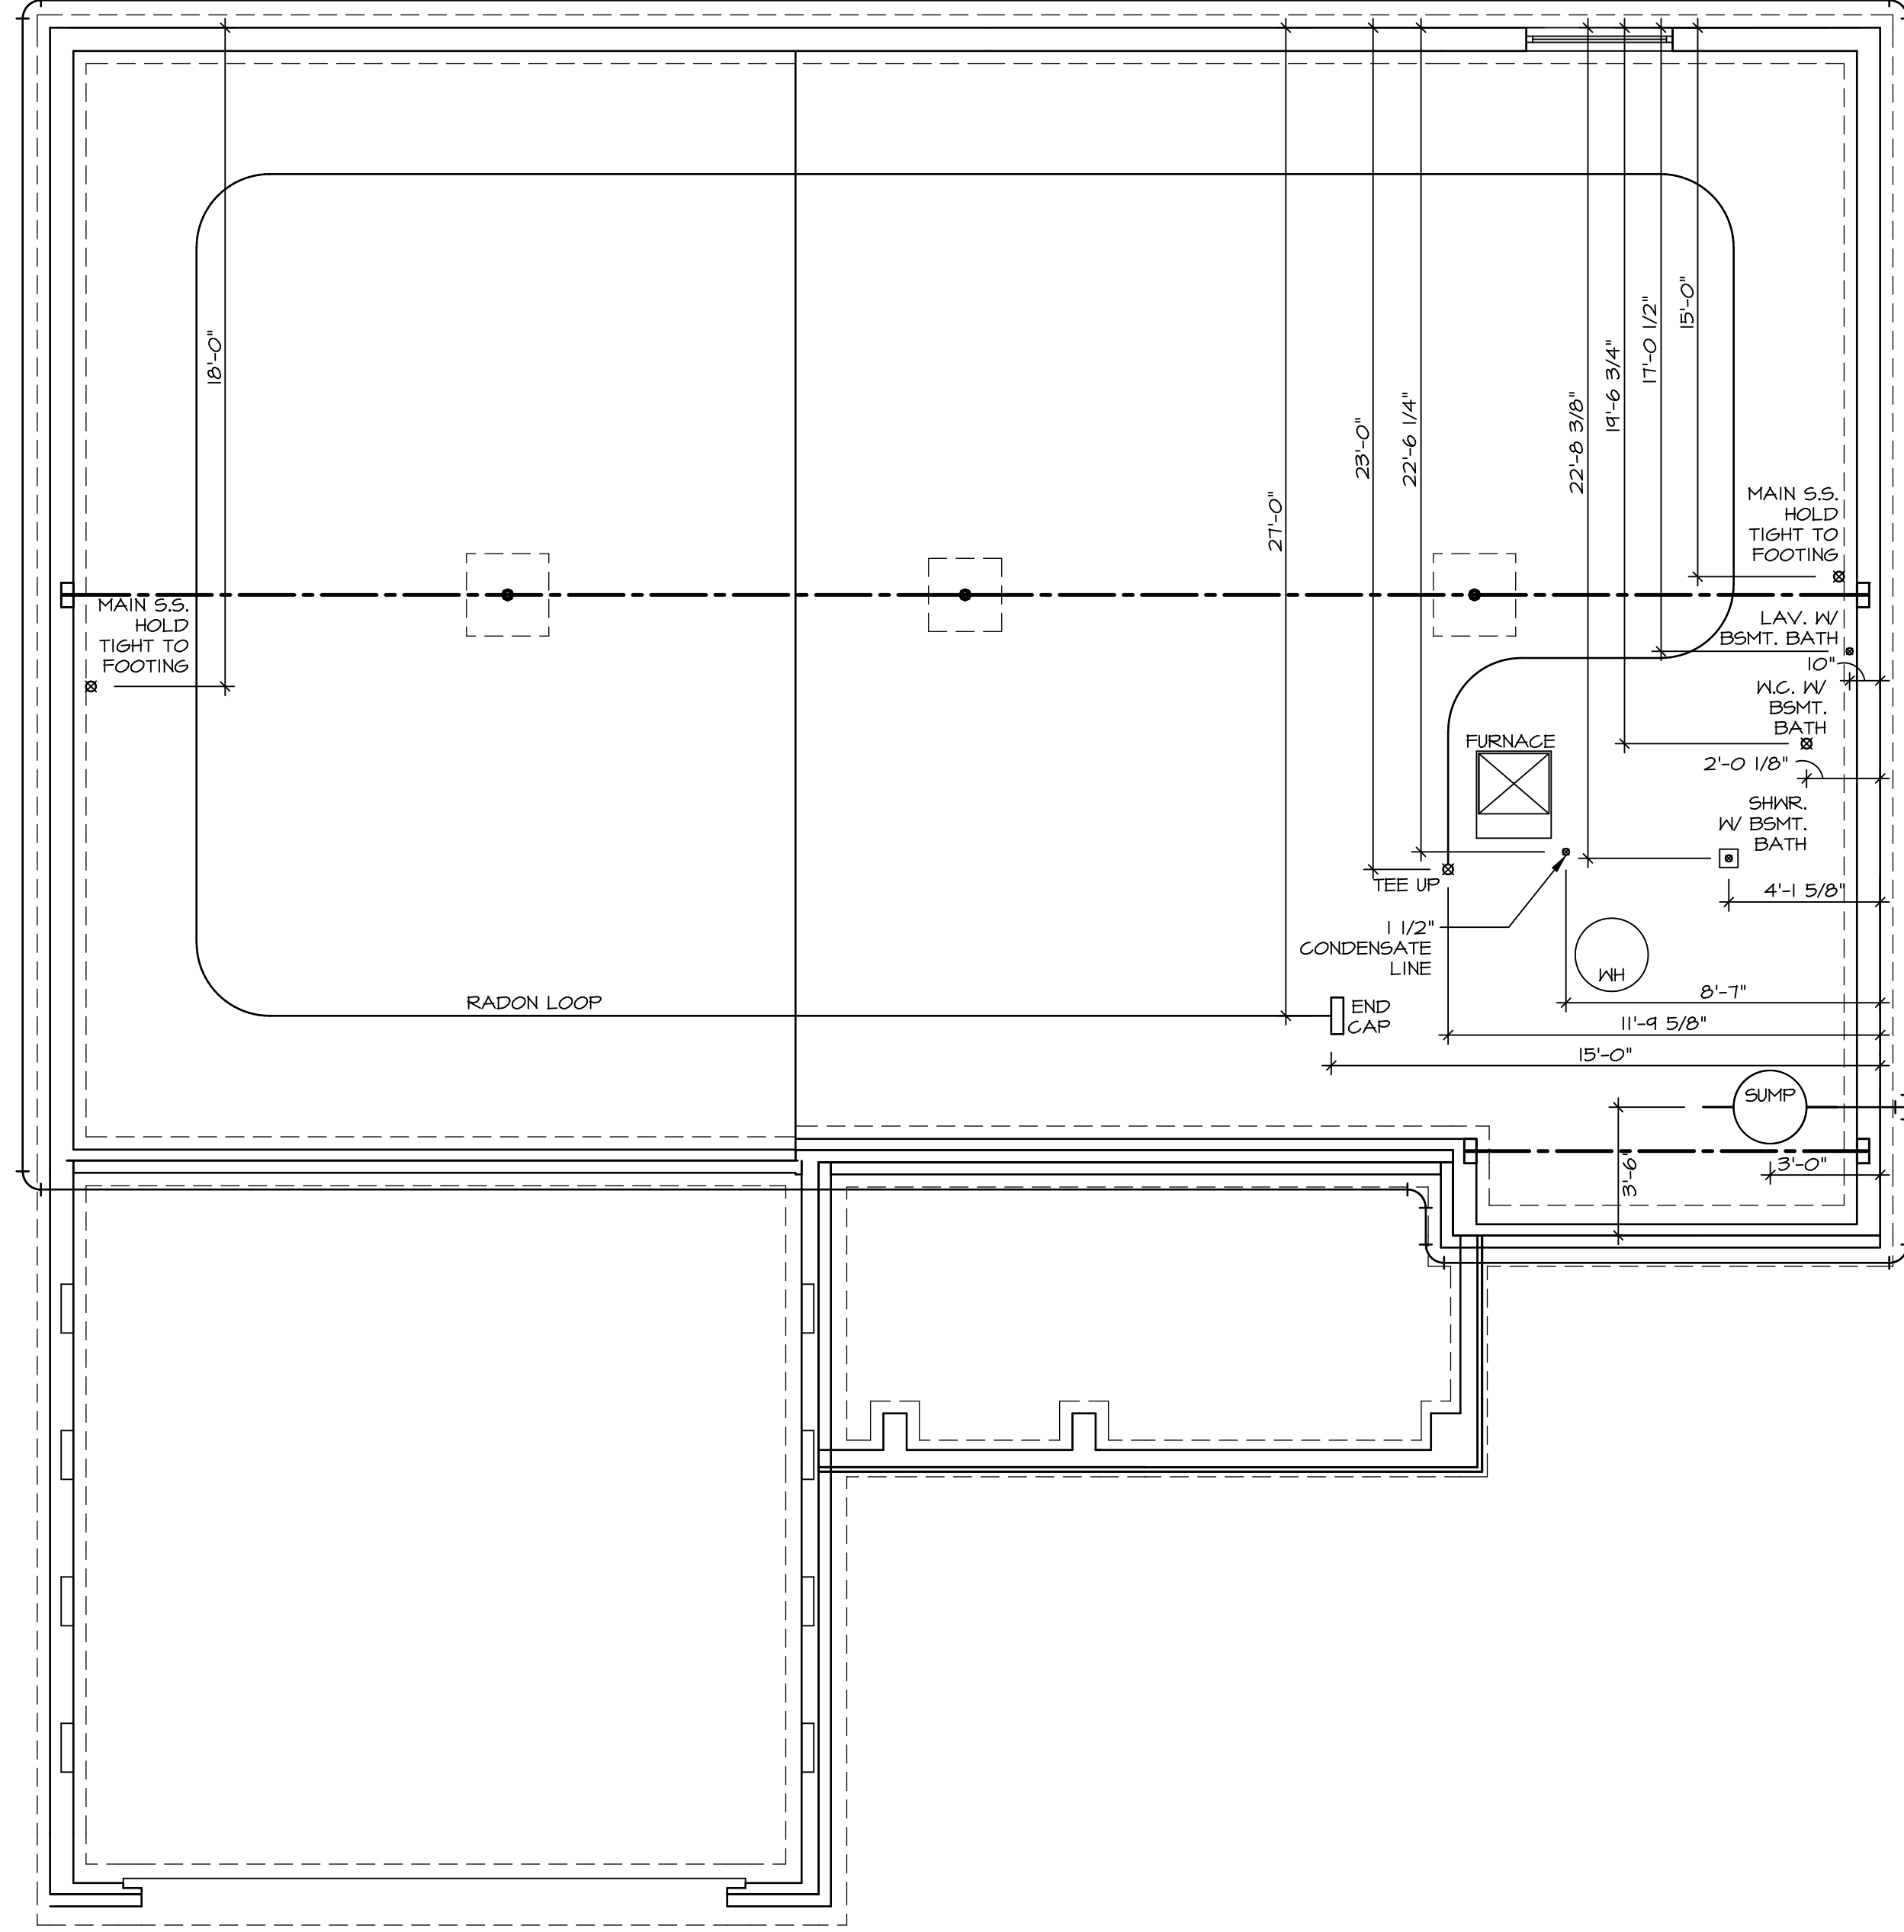 18'-0"
27'-0"
23'-0"
22'-6 1/4"
22'-8 3/8"
19'-6 3/4"
17'-0 1/2"
15'-0"
MAIN S.S.
HOLD
TIGHT TO
FOOTING
MAIN S.S.
HOLD
TIGHT TO
FOOTING
LAV. W/
BSMT. BATH
10"
W.C. W/
BSMT.
BATH
2'-0 1/8"
FURNACE
SHWR.
W/ BSMT.
BATH
4'-1 5/8"
TEE UP
1 1/2"
CONDENSATE
LINE
WH
8'-7"
11'-9 5/8"
15'-0"
RADON LOOP
END
CAP
SUMP
3'-6"
3'-0"